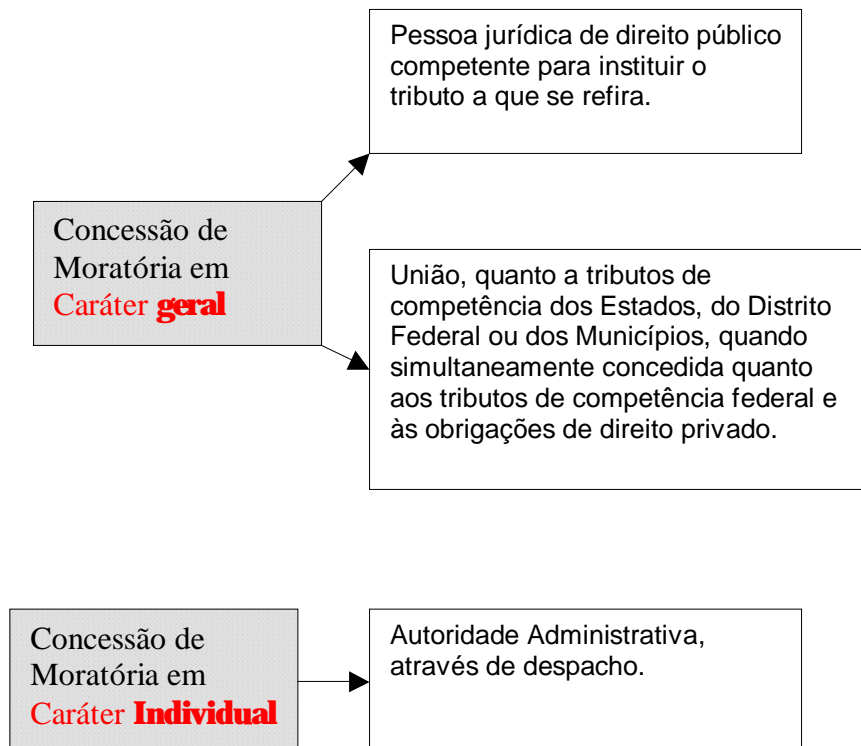 Pessoa jurídica de direito público
competente para instituir o
tributo a que se refira.
Concessão de
Moratória em
Caráter geral
União, quanto a tributos de
competência dos Estados, do Distrito
Federal ou dos Municípios, quando
simultaneamente concedida quanto
aos tributos de competência federal e
às obrigações de direito privado.
Concessão de
Moratória em
Caráter Individual
Autoridade Administrativa,
através de despacho.